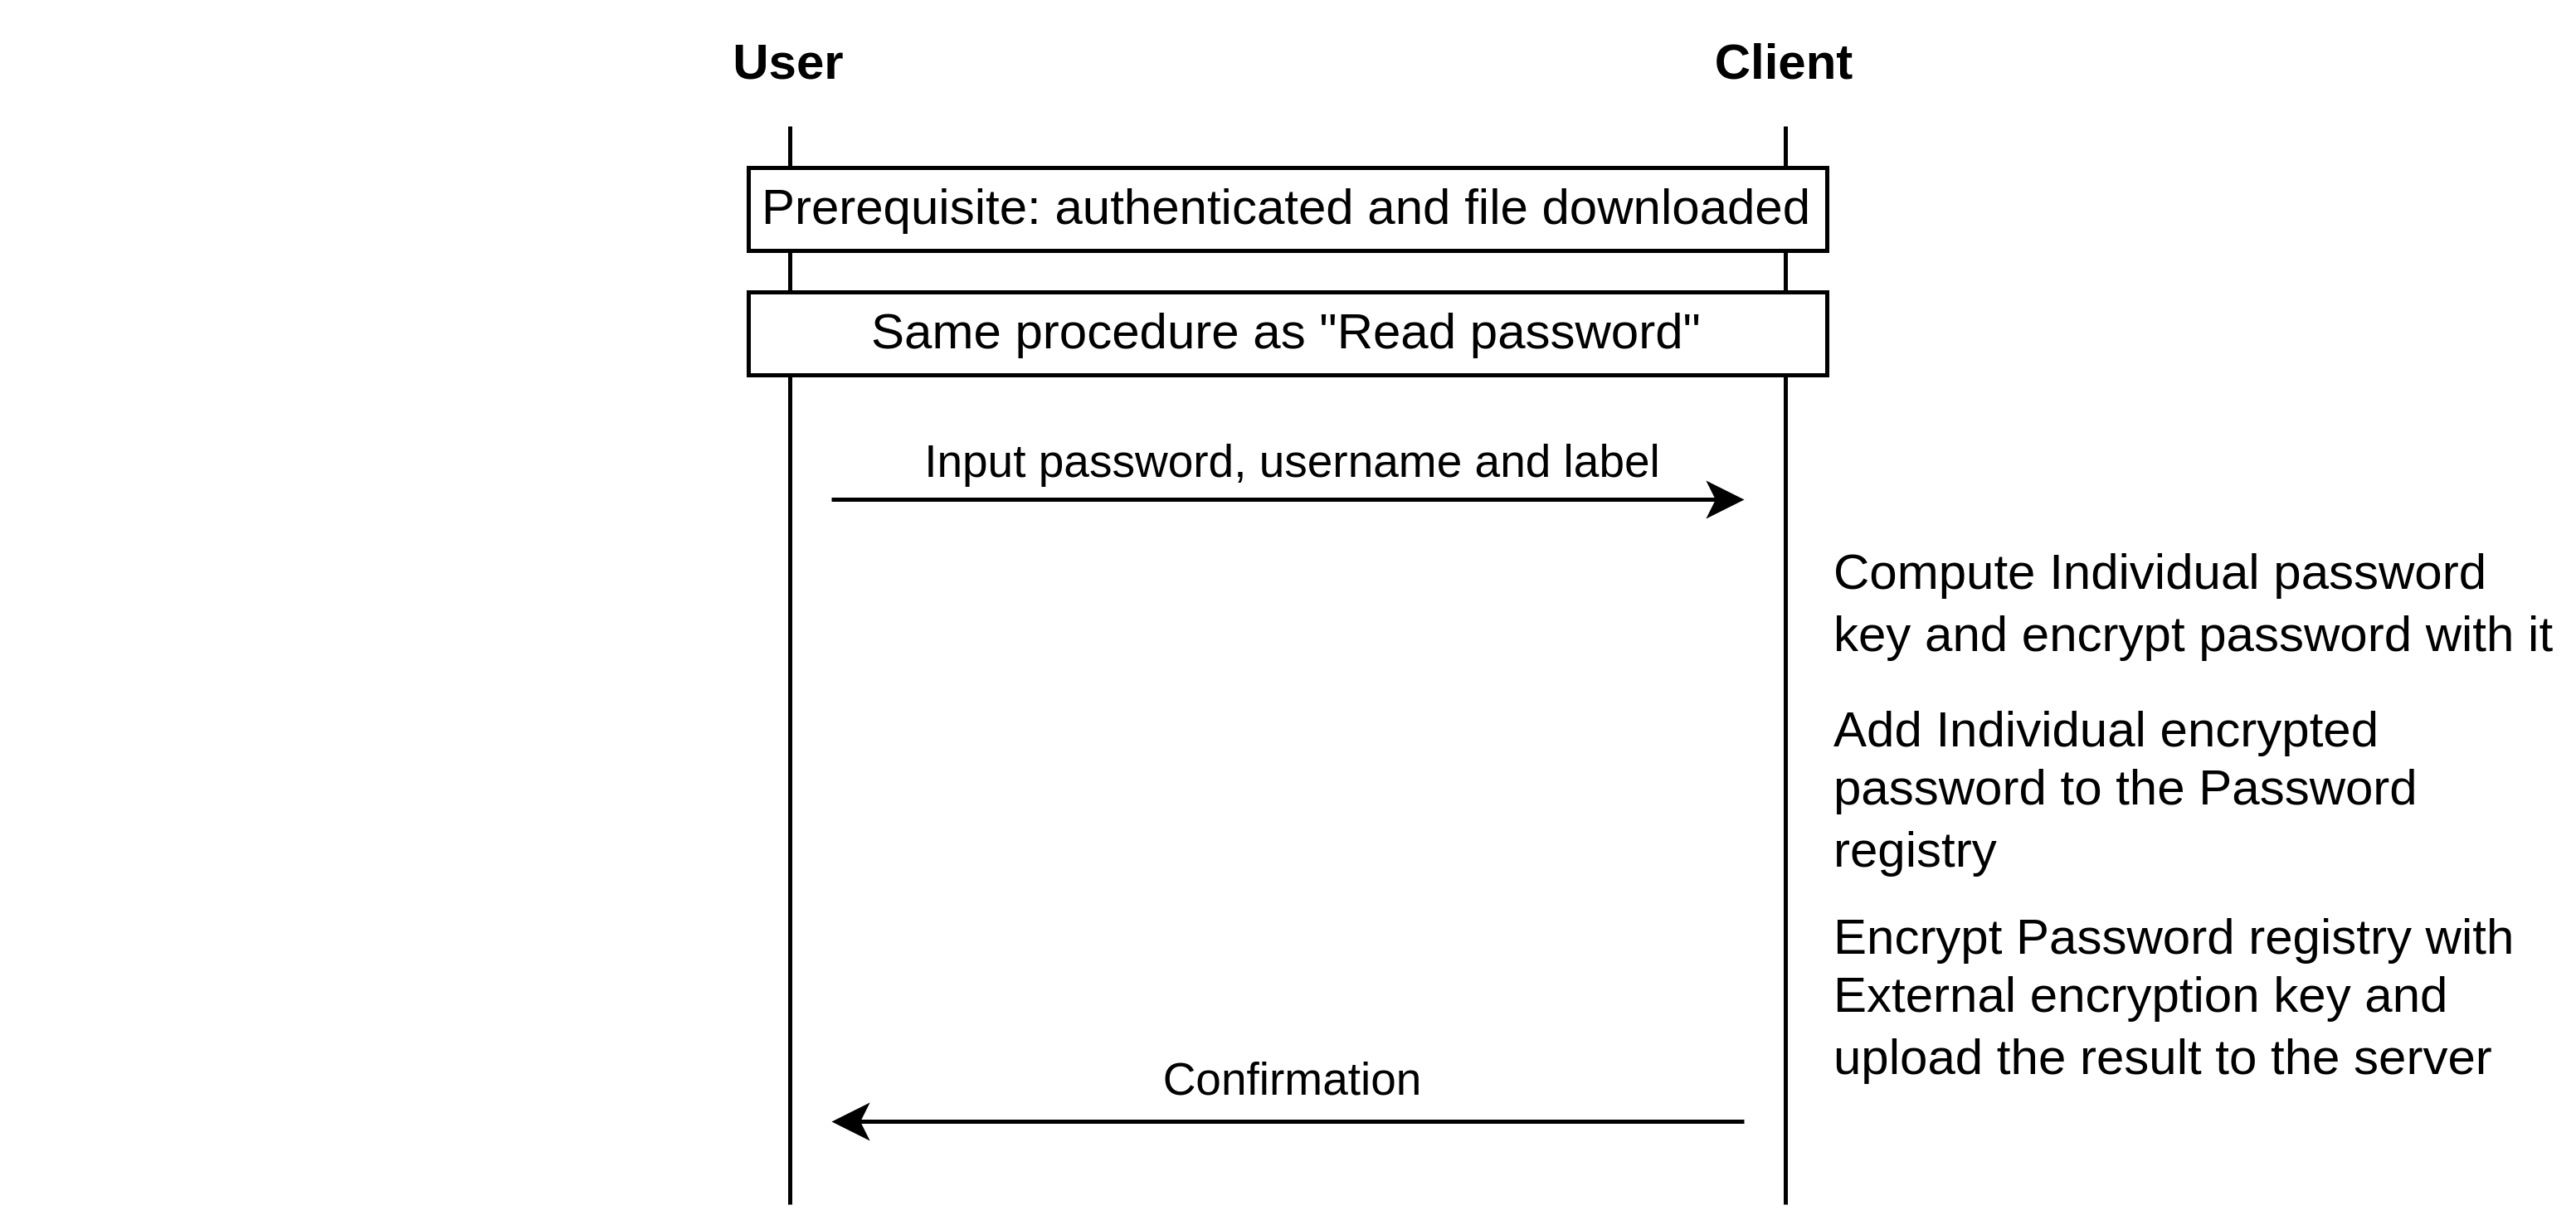 User
Client
Prerequisite: authenticated and file downloaded
Same procedure as "Read password"
Input password, username and label
Compute Individual password
key and encrypt password with it
Add Individual encrypted
password to the Password
registry
Encrypt Password registry with
External encryption key and
upload the result to the server
Confirmation